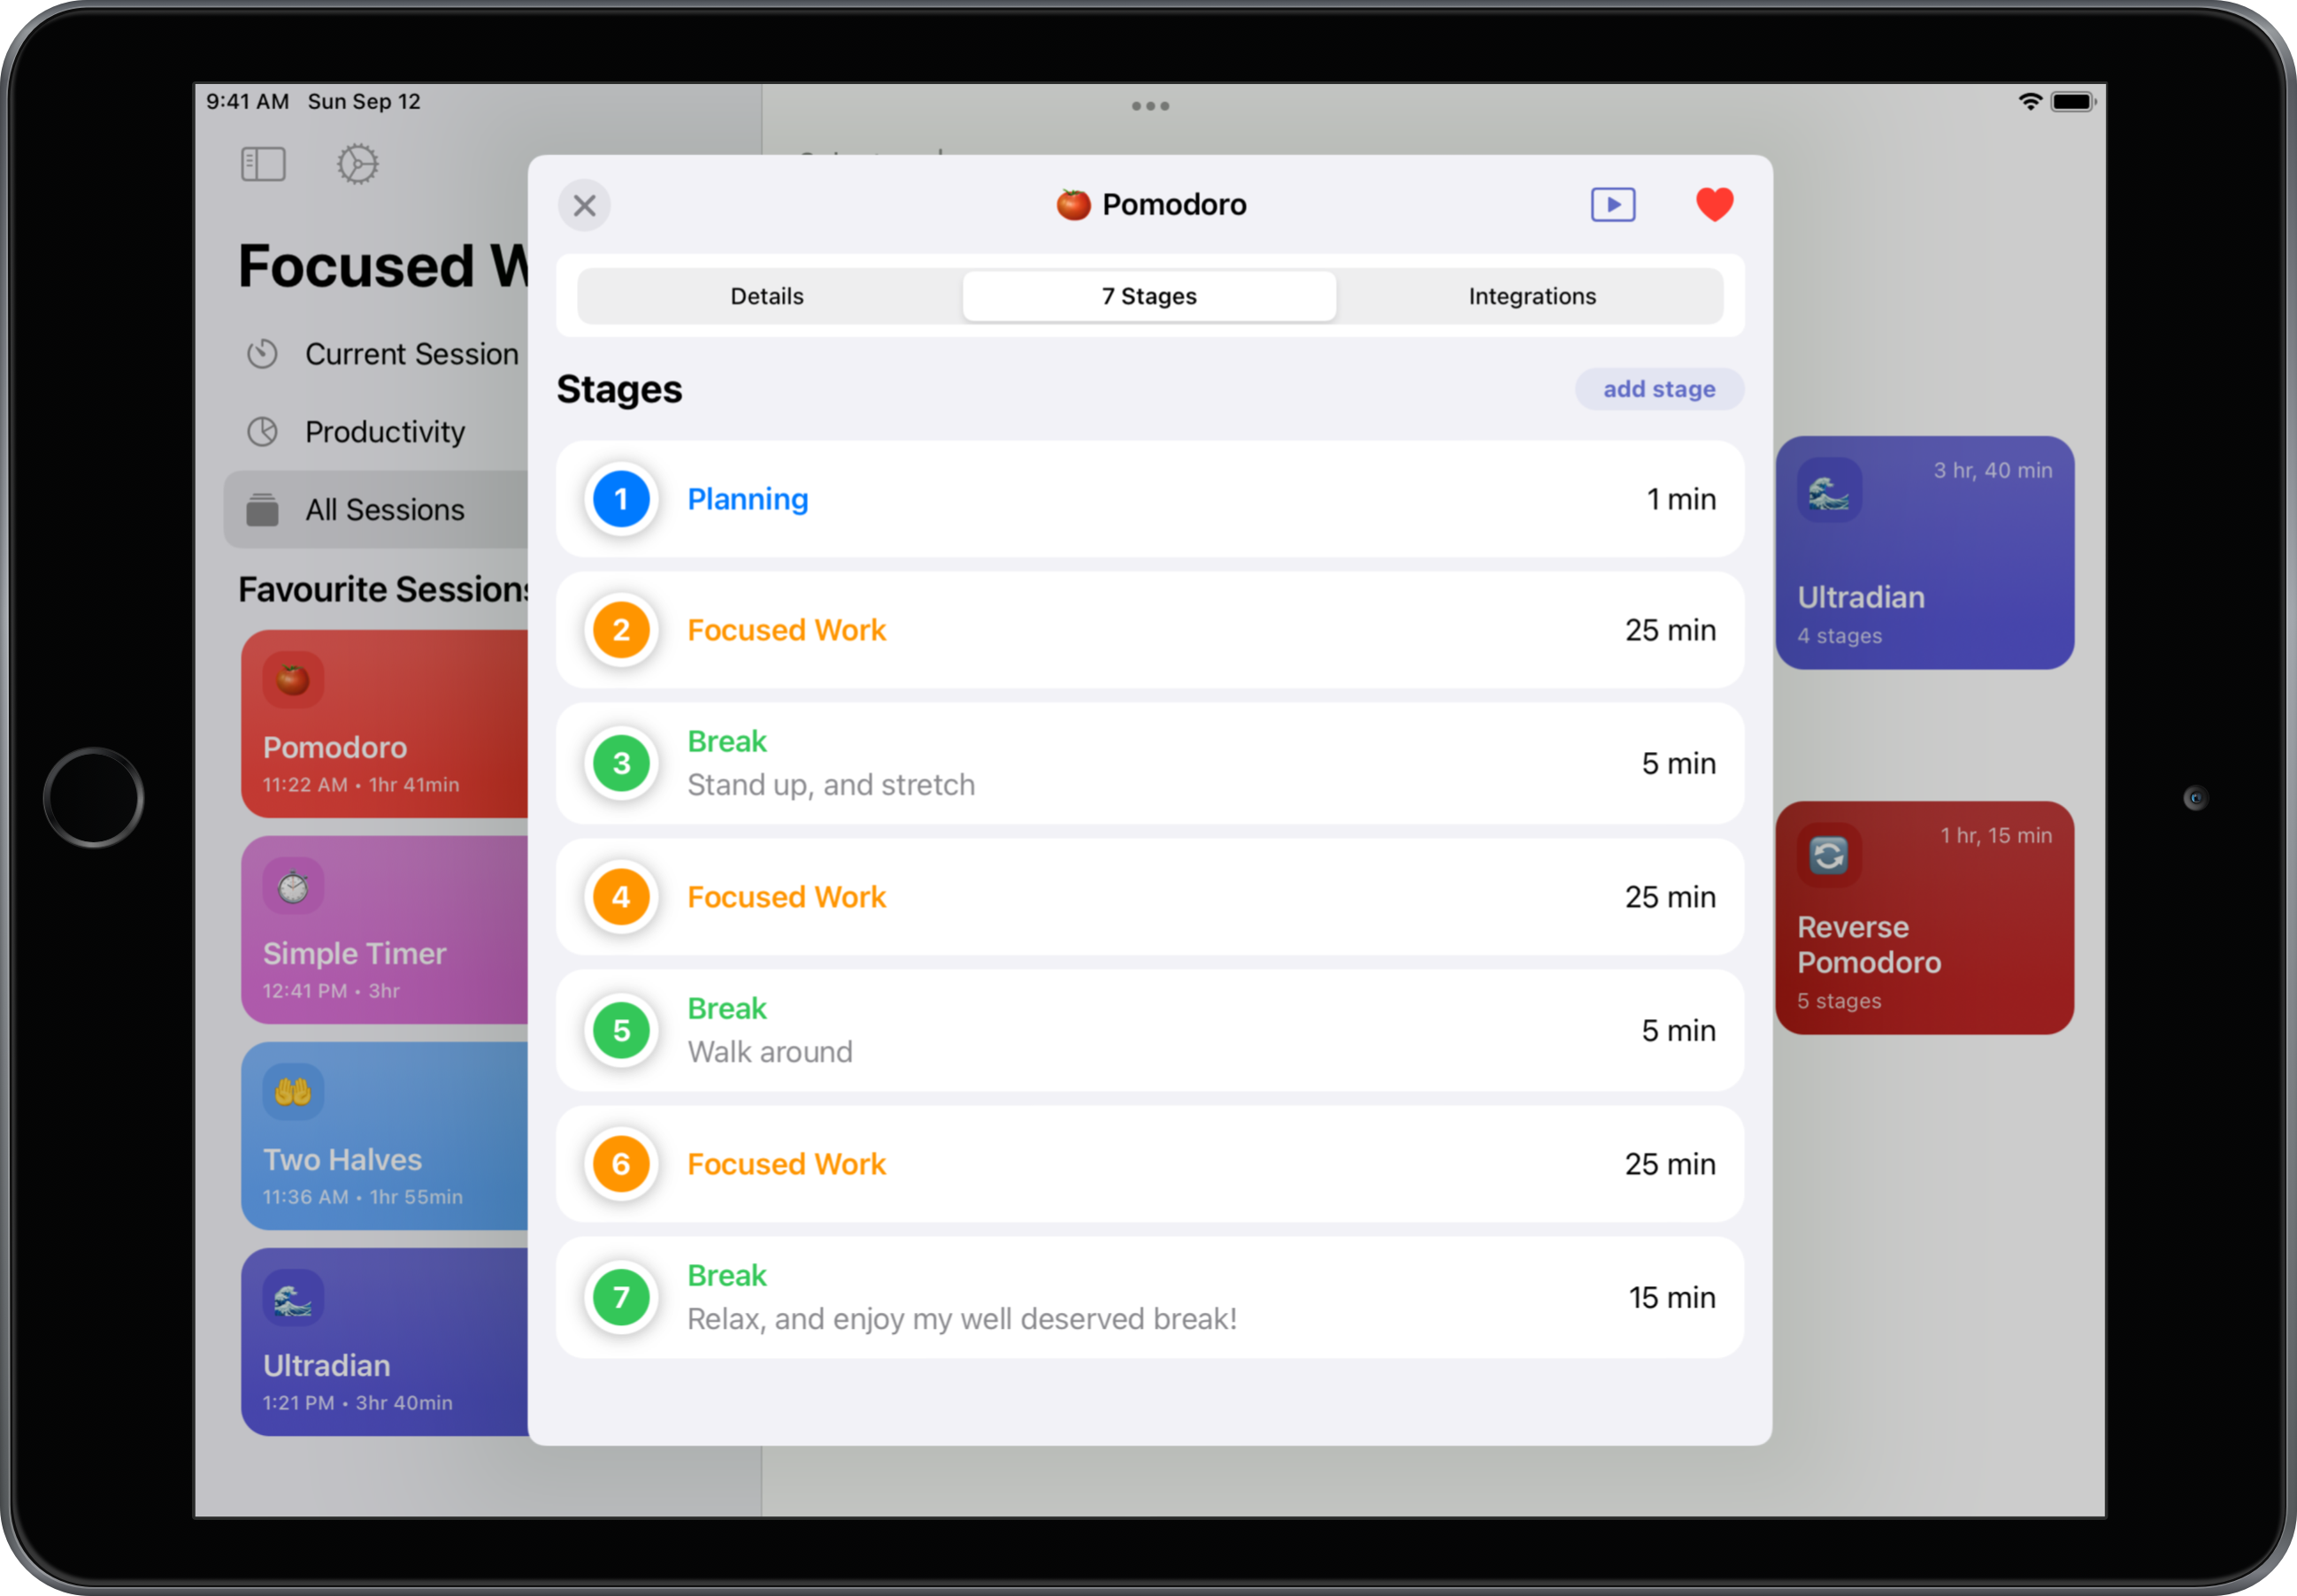 9:41 AM Sun Sep 12
Focused W
Current Session
Productivity
All Sessions
Favourite Sessions
Pomodoro
11:22 AM • 1hr 41min
Simple Timer
12:41 PM • 3hr
Two Halves
11:36 AM • 1hr 55min
Ultradian
1:21 PM • 3hr 40min
Pomodoro
Details
7 Stages
Integrations
Stages
add stage
1 Planning 1 min
2 Focused Work 25 min
3 Break 5 min
Stand up, and stretch
4 Focused Work 25 min
5 Break 5 min
Walk around
6 Focused Work 25 min
7 Break 15 min
Relax, and enjoy my well deserved break!
3 hr, 40 min
Ultradian
4 stages
1 hr, 15 min
Reverse
Pomodoro
5 stages